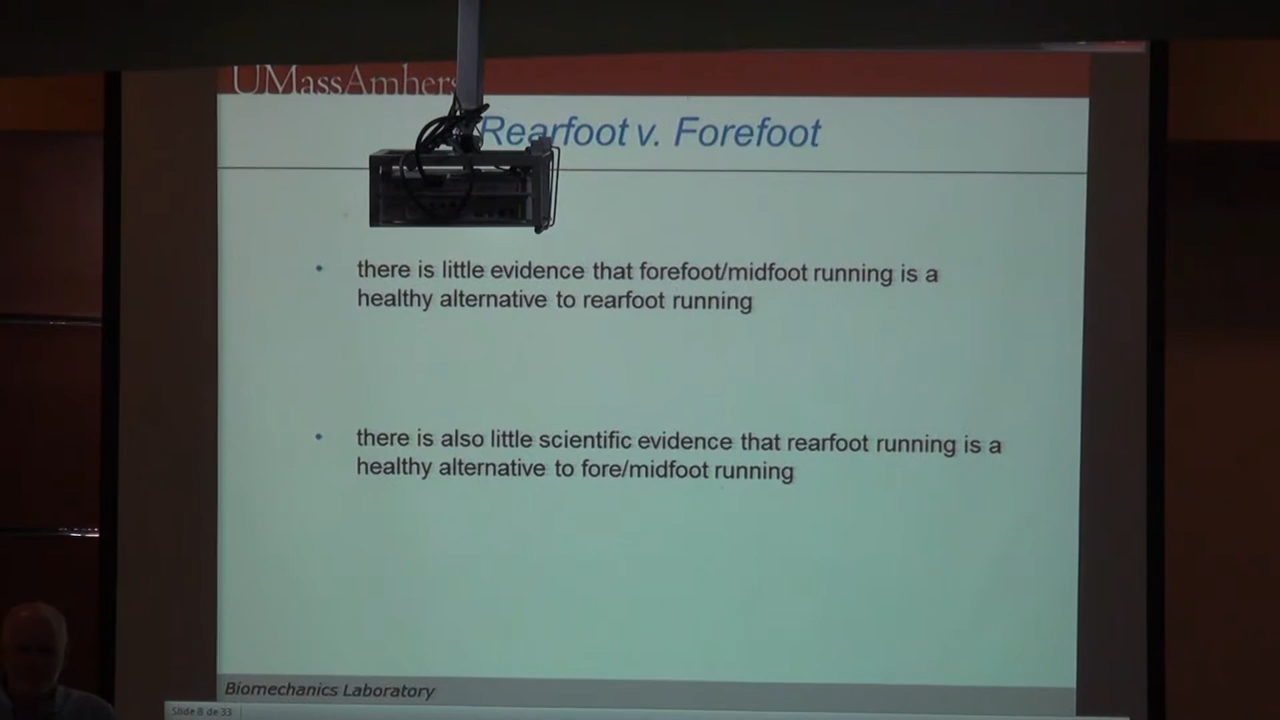 UMassAmhers
Rearfoot v. Forefoot
• there is little evidence that forefoot/midfoot running is a
healthy alternative to rearfoot running
• there is also little scientific evidence that rearfoot running is a
healthy alternative to fore/midfoot running
Biomechanics Laboratory
Slide 8 de 33